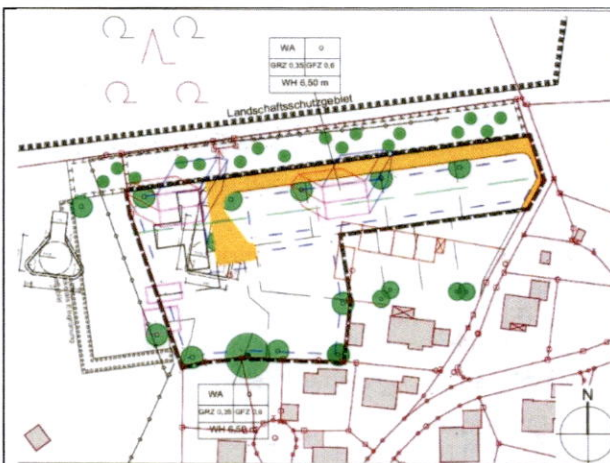 WA o
GRZ 0,35 GFZ 0,6
WH 6,50 m
Landschaftsschutzgebiet
WA o
GRZ 0,35 GFZ 0,6
WH 6,50 m
N